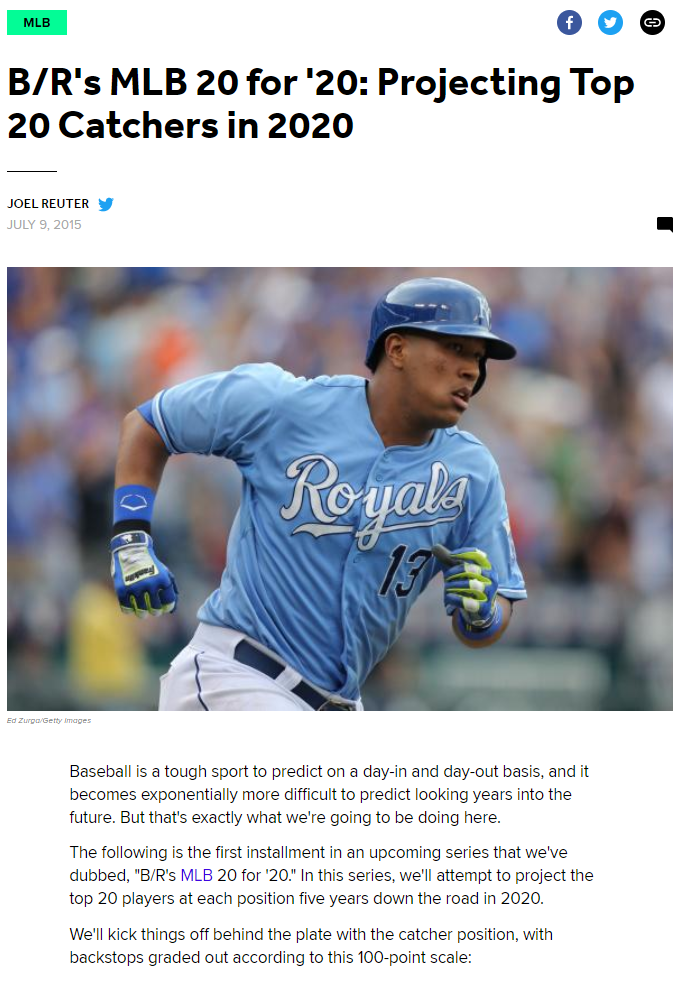 MLB
B/R's MLB 20 for '20: Projecting Top
20 Catchers in 2020
JOEL REUTER
JULY 9, 2015
Royals
13
Franklin
Ed Zurga/Getty Images
Baseball is a tough sport to predict on a day-in and day-out basis, and it
becomes exponentially more difficult to predict looking years into the
future. But that's exactly what we're going to be doing here.
The following is the first installment in an upcoming series that we've
dubbed, "B/R's MLB 20 for '20." In this series, we'll attempt to project the
top 20 players at each position five years down the road in 2020.
We'll kick things off behind the plate with the catcher position, with
backstops graded out according to this 100-point scale: